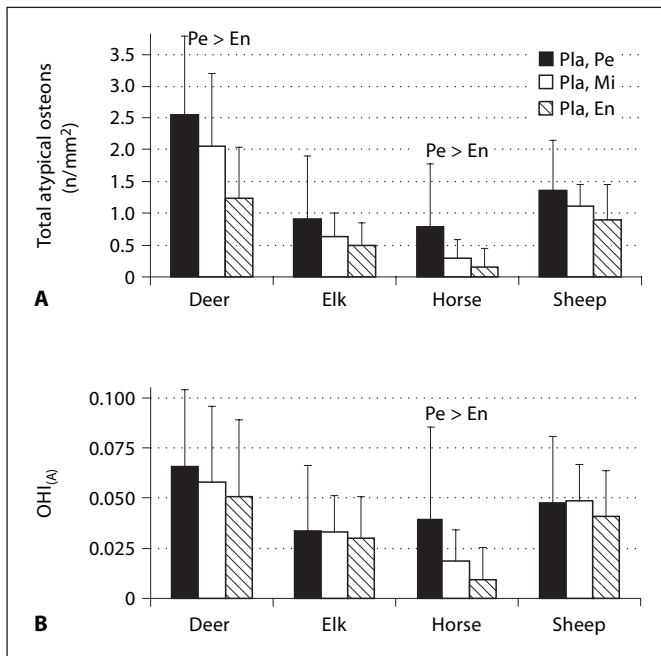 Pe > En
Pla, Pe
Pla, Mi
Pla, En
Pe > En
Total atypical osteons
(n/mm²)
3.5
3.0
2.5
2.0
1.5
1.0
0.5
0
Deer
Elk
Horse
Sheep
A
0.100
Pe > En
0.075
0.050
0.025
0
OHI(A)
Deer
Elk
Horse
Sheep
B